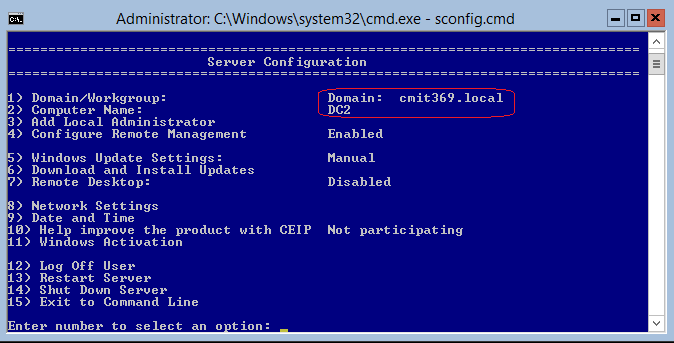 Administrator: C:\Windows\system32\cmd.exe - sconfig.cmd
C:\.
===============================================================================
Server Configuration
===============================================================================
1) Domain/Workgroup: Domain: cmit369.local
2) Computer Name: DC2
3) Add Local Administrator
4) Configure Remote Management Enabled
5) Windows Update Settings: Manual
6) Download and Install Updates
7) Remote Desktop: Disabled
8) Network Settings
9) Date and Time
10) Help improve the product with CEIP Not participating
11) Windows Activation
12) Log Off User
13) Restart Server
14) Shut Down Server
15) Exit to Command Line
Enter number to select an option: _